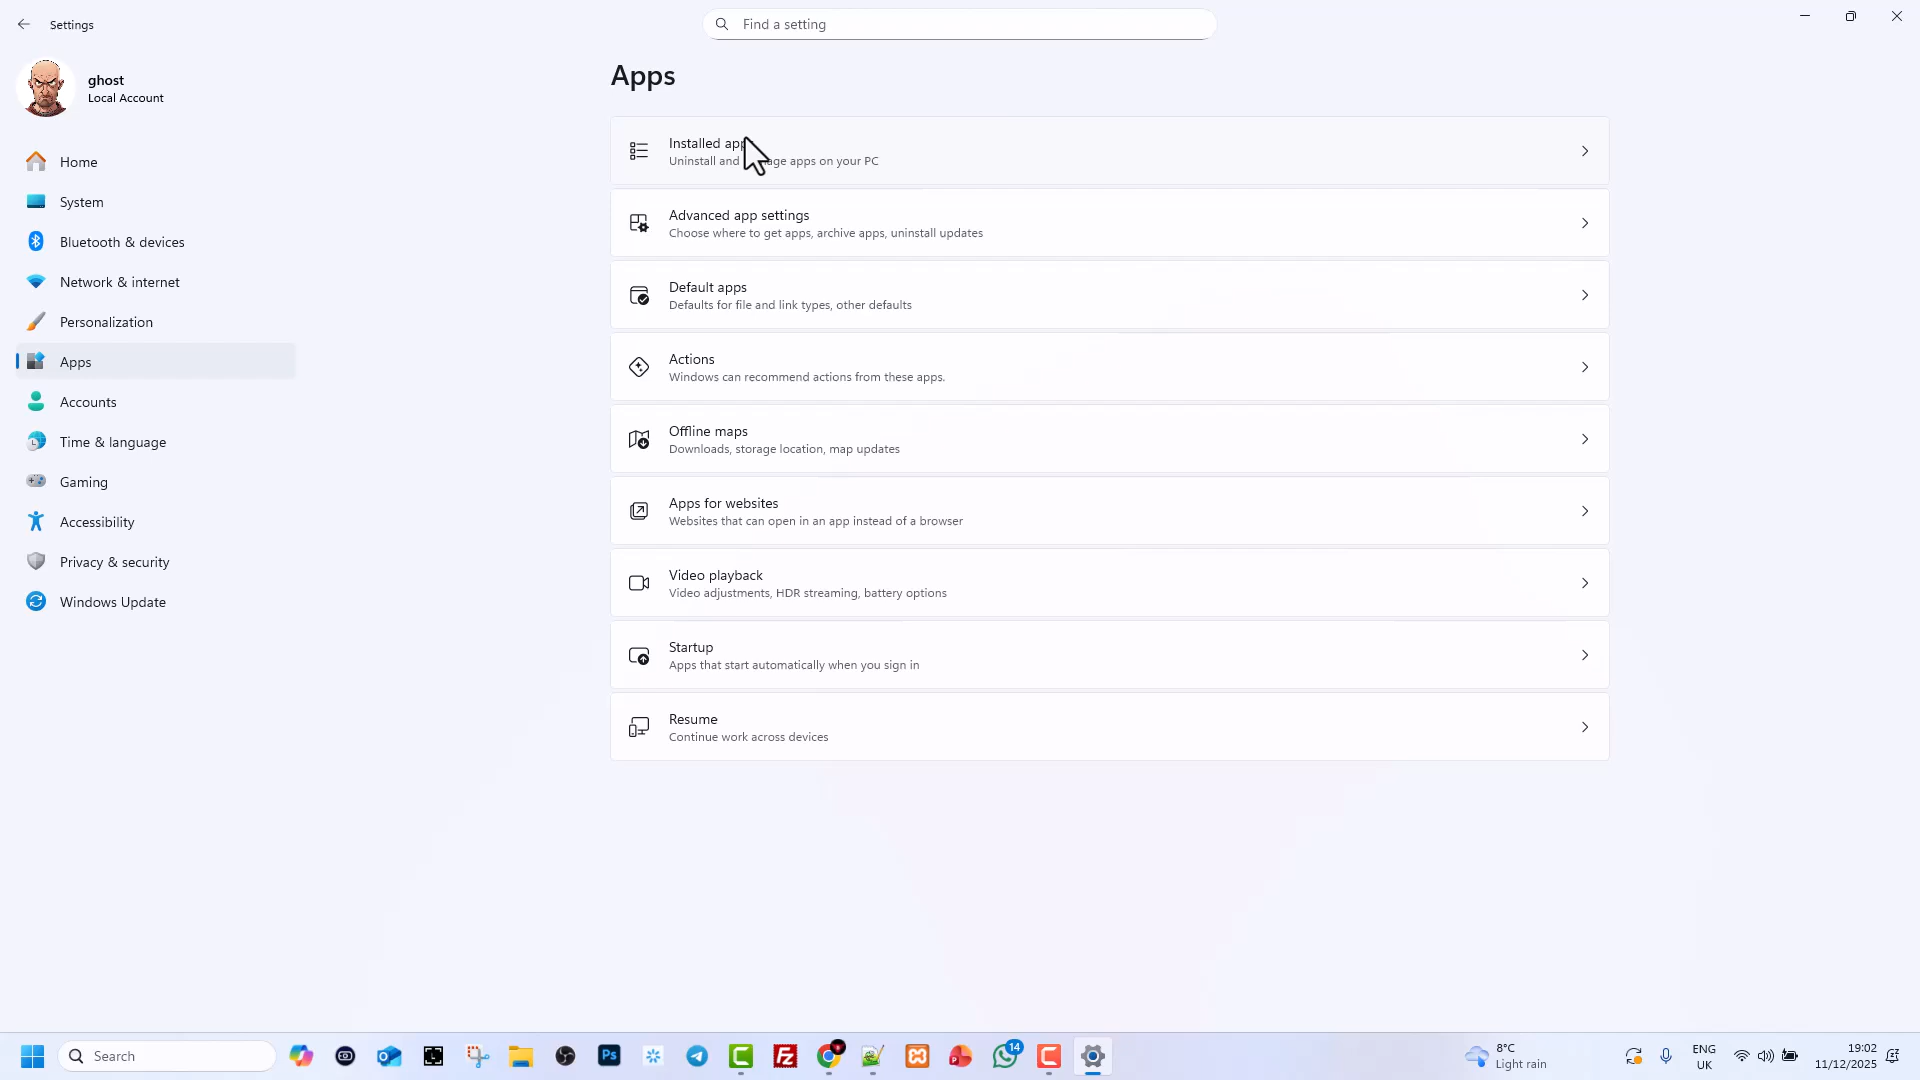 Settings
Find a setting
ghost
Local Account
Home
System
Bluetooth & devices
Network & internet
Personalization
Apps
Accounts
Time & language
Gaming
Accessibility
Privacy & security
Windows Update
Apps
Installed
Uninstall and apps on your PC
Advanced app settings
Choose where to get apps, archive apps, uninstall updates
Default apps
Defaults for file and link types, other defaults
Actions
Windows can recommend actions from these apps.
Offline maps
Downloads, storage location, map updates
Apps for websites
Websites that can open in an app instead of a browser
Video playback
Video adjustments, HDR streaming, battery options
Startup
Apps that start automatically when you sign in
Resume
Continue work across devices
Search
Ps
14
8°C
Light rain
ENG
UK
19:02
11/12/2025